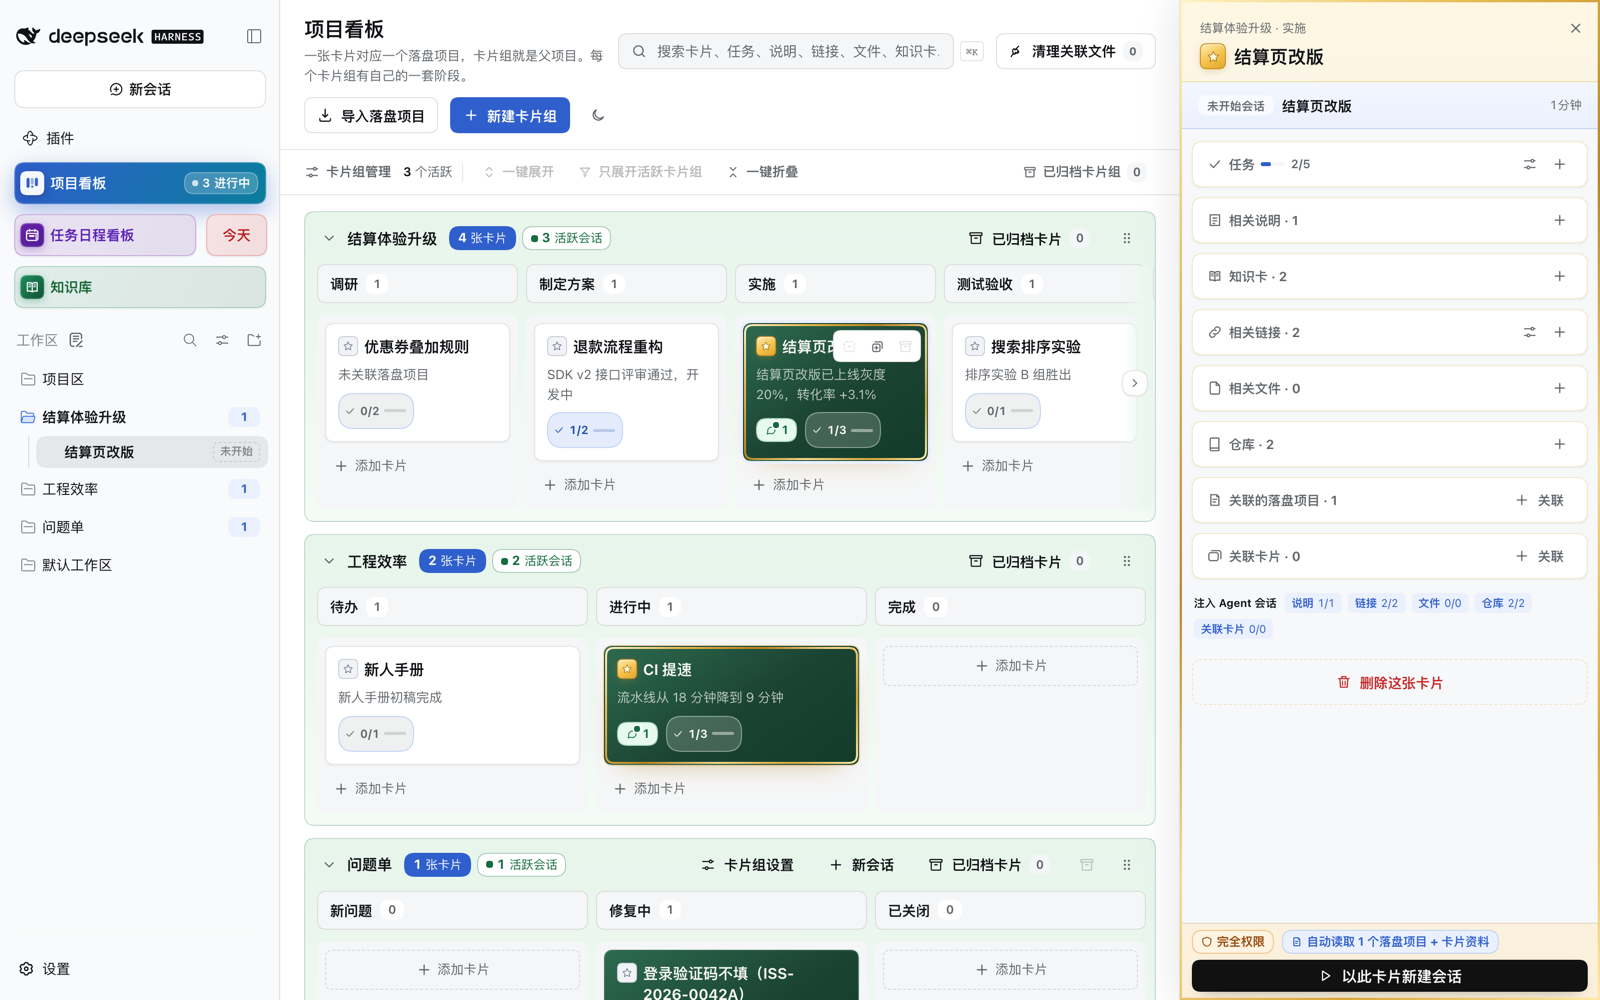 deepseek HARNESS
新会话
插件
项目看板
3 进行中
任务日程看板
今天
知识库
工作区
项目区
结算体验升级
1
结算页改版
未开始
工程效率
1
问题单
1
默认工作区
设置
项目看板
一张卡片对应一个落盘项目，卡片组就是父项目。每
个卡片组有自己的一套阶段。
搜索卡片、任务、说明、链接、文件、知识卡.
⌘K
清理关联文件 0
导入落盘项目
新建卡片组
卡片组管理 3 个活跃
一键展开
只展开活跃卡片组
一键折叠
已归档卡片组 0
结算体验升级
4 张卡片
3 活跃会话
已归档卡片 0
调研 1
制定方案 1
实施 1
测试验收 1
优惠券叠加规则
未关联落盘项目
0/2
添加卡片
退款流程重构
SDK v2 接口评审通过，开
发中
1/2
添加卡片
结算页
结算页改版已上线灰度
20%，转化率 +3.1%
1
1/3
添加卡片
搜索排序实验
排序实验 B 组胜出
0/1
添加卡片
工程效率
2 张卡片
2 活跃会话
已归档卡片 0
待办 1
进行中 1
完成 0
新人手册
新人手册初稿完成
0/1
添加卡片
CI 提速
流水线从 18 分钟降到 9 分钟
1
1/3
添加卡片
添加卡片
问题单
1 张卡片
1 活跃会话
卡片组设置
新会话
已归档卡片 0
新问题 0
修复中 1
已关闭 0
添加卡片
登录验证码不填（ISS-
2026-0042A）
添加卡片
结算体验升级 · 实施
结算页改版
未开始会话
结算页改版
1分钟
任务 2/5
相关说明 · 1
知识卡 · 2
相关链接 · 2
相关文件 · 0
仓库 · 2
关联的落盘项目 · 1
关联
关联卡片 · 0
关联
注入 Agent 会话
说明 1/1
链接 2/2
文件 0/0
仓库 2/2
关联卡片 0/0
删除这张卡片
完全权限
自动读取 1 个落盘项目 + 卡片资料
以此卡片新建会话